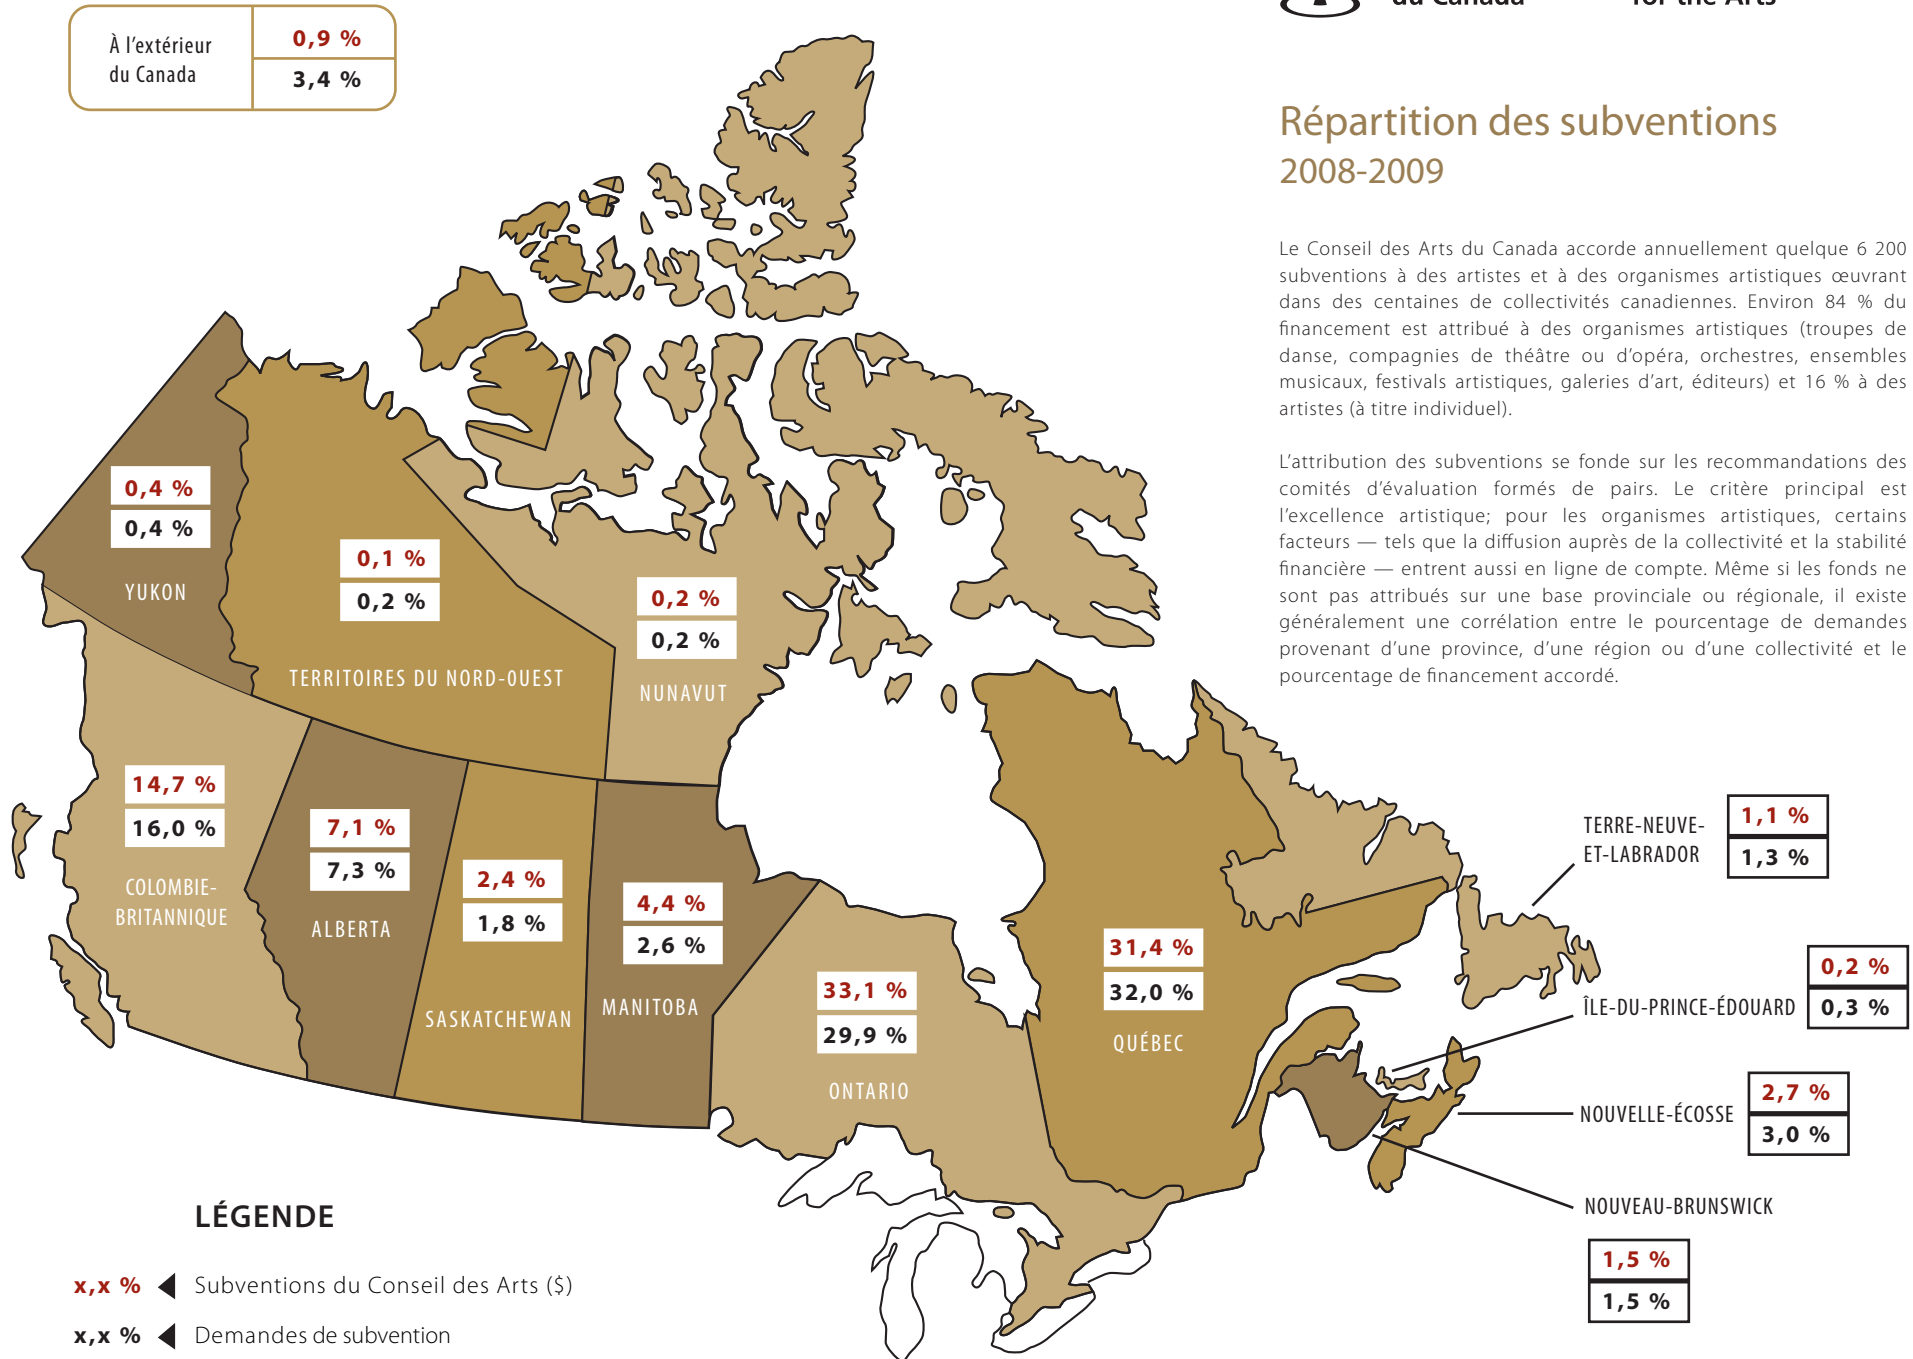 du Canada
for the Arts
À l'extérieur
du Canada
0,9 %
3,4 %
Répartition des subventions
2008-2009
Le Conseil des Arts du Canada accorde annuellement quelque 6 200
subventions à des artistes et à des organismes artistiques œuvrant
dans des centaines de collectivités canadiennes. Environ 84 % du
financement est attribué à des organismes artistiques (troupes de
danse, compagnies de théâtre ou d'opéra, orchestres, ensembles
musicaux, festivals artistiques, galeries d'art, éditeurs) et 16 % à des
artistes (à titre individuel).
L'attribution des subventions se fonde sur les recommandations des
comités d'évaluation formés de pairs. Le critère principal est
l'excellence artistique; pour les organismes artistiques, certains
facteurs — tels que la diffusion auprès de la collectivité et la stabilité
financière — entrent aussi en ligne de compte. Même si les fonds ne
sont pas attribués sur une base provinciale ou régionale, il existe
généralement une corrélation entre le pourcentage de demandes
provenant d'une province, d'une région ou d'une collectivité et le
pourcentage de financement accordé.
0,4 %
0,4 %
YUKON
0,1 %
0,2 %
TERRITOIRES DU NORD-OUEST
0,2 %
0,2 %
NUNAVUT
14,7 %
16,0 %
COLOMBIE-
BRITANNIQUE
7,1 %
7,3 %
ALBERTA
2,4 %
1,8 %
SASKATCHEWAN
4,4 %
2,6 %
MANITOBA
33,1 %
29,9 %
ONTARIO
31,4 %
32,0 %
QUÉBEC
TERRE-NEUVE-
ET-LABRADOR
1,1 %
1,3 %
ÎLE-DU-PRINCE-ÉDOUARD
0,2 %
0,3 %
NOUVELLE-ÉCOSSE
2,7 %
3,0 %
NOUVEAU-BRUNSWICK
1,5 %
1,5 %
LÉGENDE
x,x % Subventions du Conseil des Arts ($)
x,x % Demandes de subvention